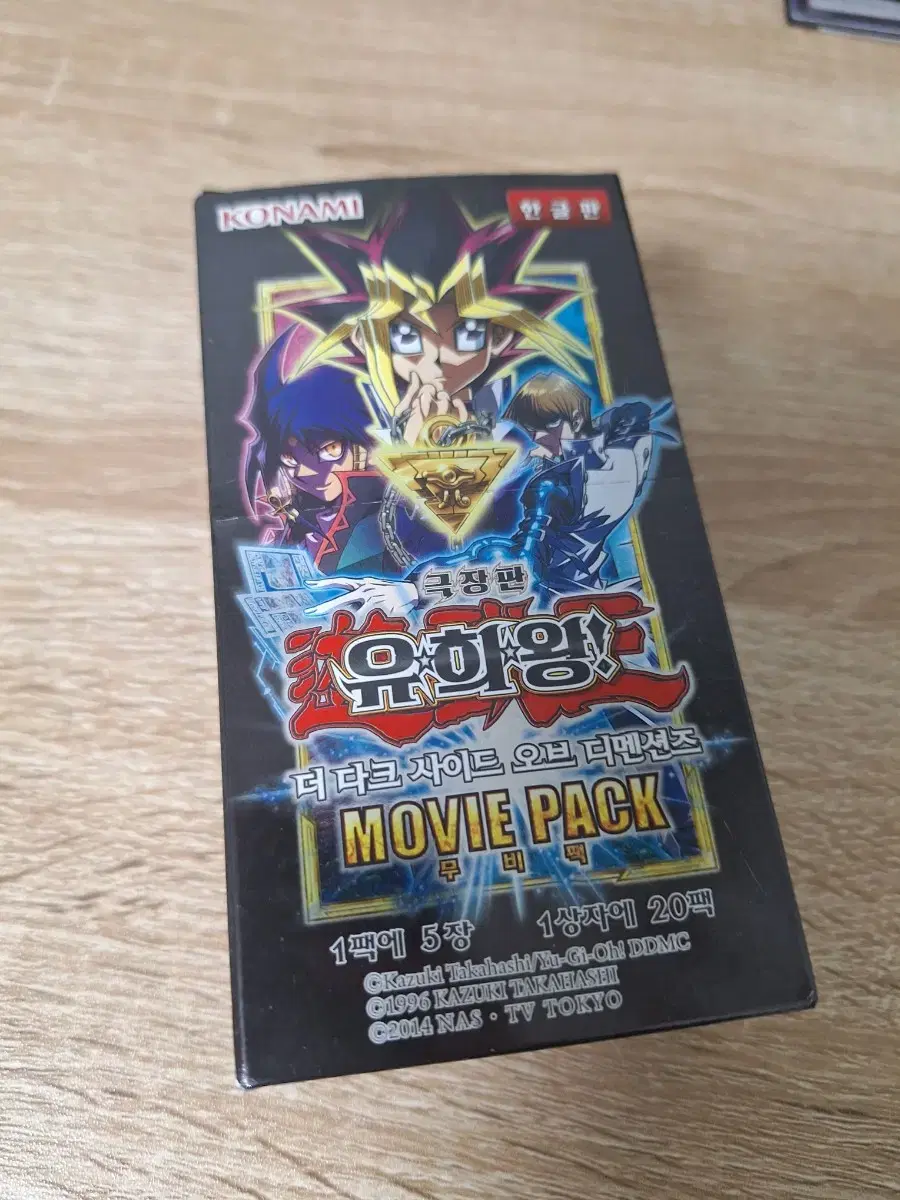 KONAMI
한글판
극장판
유☆희☆왕!
더 다크 사이드 오브 디멘션즈
MOVIE PACK
무비팩
1팩에 5장 1상자에 20팩
©Kazuki Takahashi/Yu-Gi-Oh! DDMC
©1996 KAZUKI TAKAHASHI
©2014 NAS・TV TOKYO